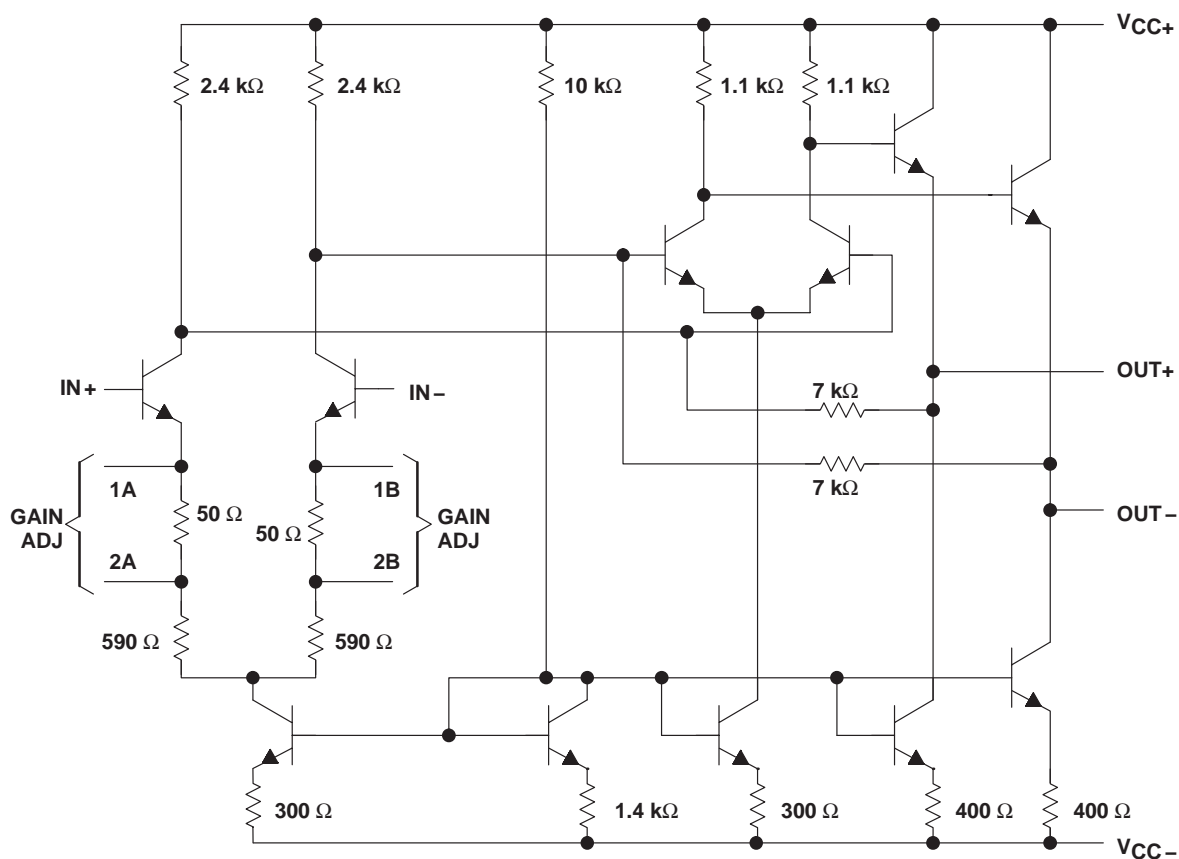 VCC+
2.4 kΩ
2.4 kΩ
10 kΩ
1.1 kΩ
1.1 kΩ
IN+
IN−
OUT+
7 kΩ
7 kΩ
OUT−
1A
1B
GAIN
ADJ
50 Ω
50 Ω
GAIN
ADJ
2A
2B
590 Ω
590 Ω
300 Ω
1.4 kΩ
300 Ω
400 Ω
400 Ω
VCC−